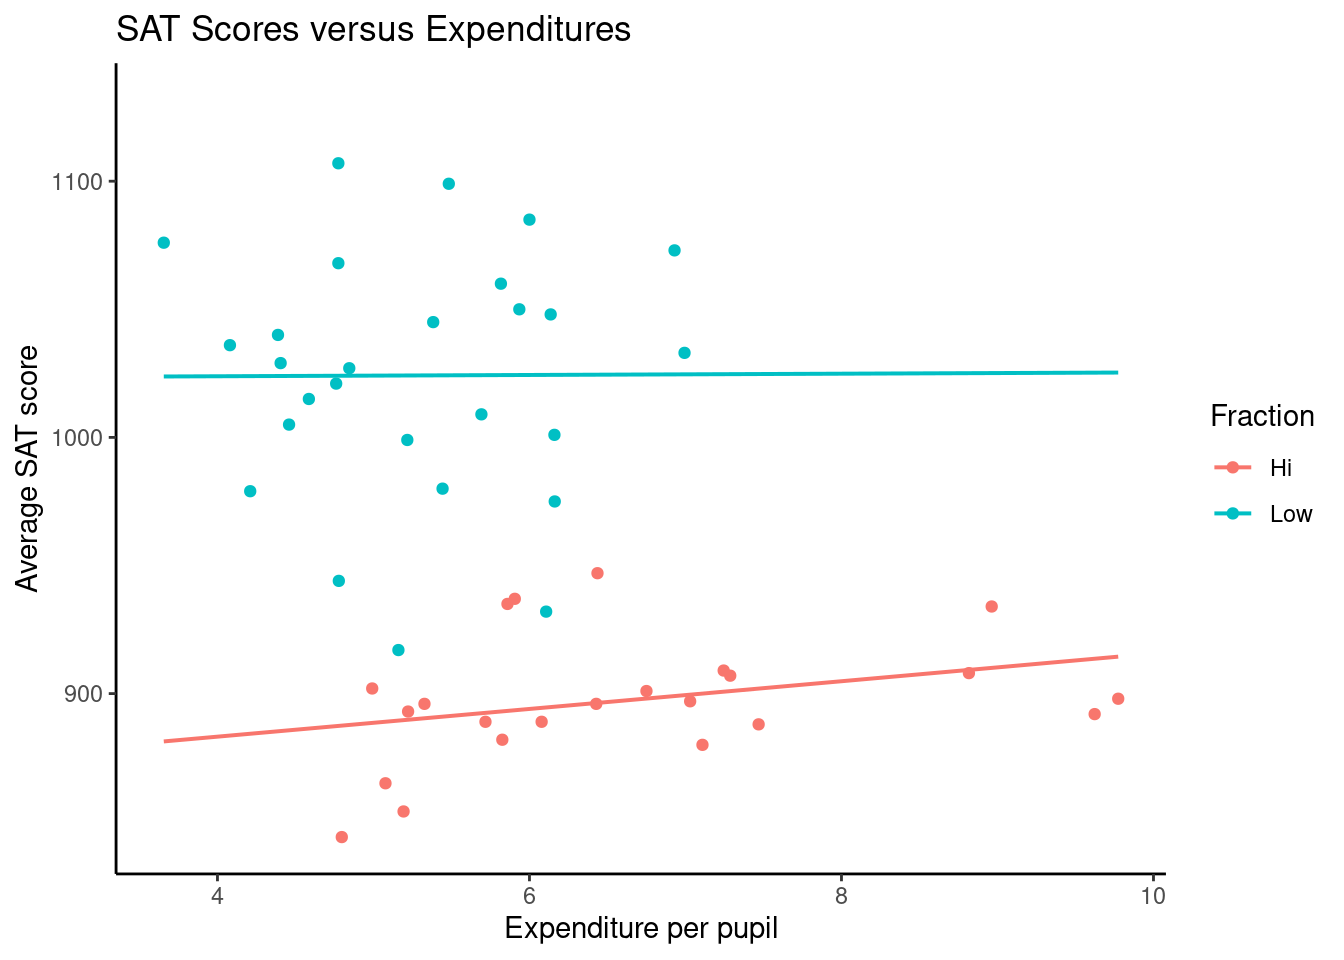 SAT Scores versus Expenditures
Average SAT score
1100
1000
900
4 6 8 10
Expenditure per pupil
Fraction
Hi
Low